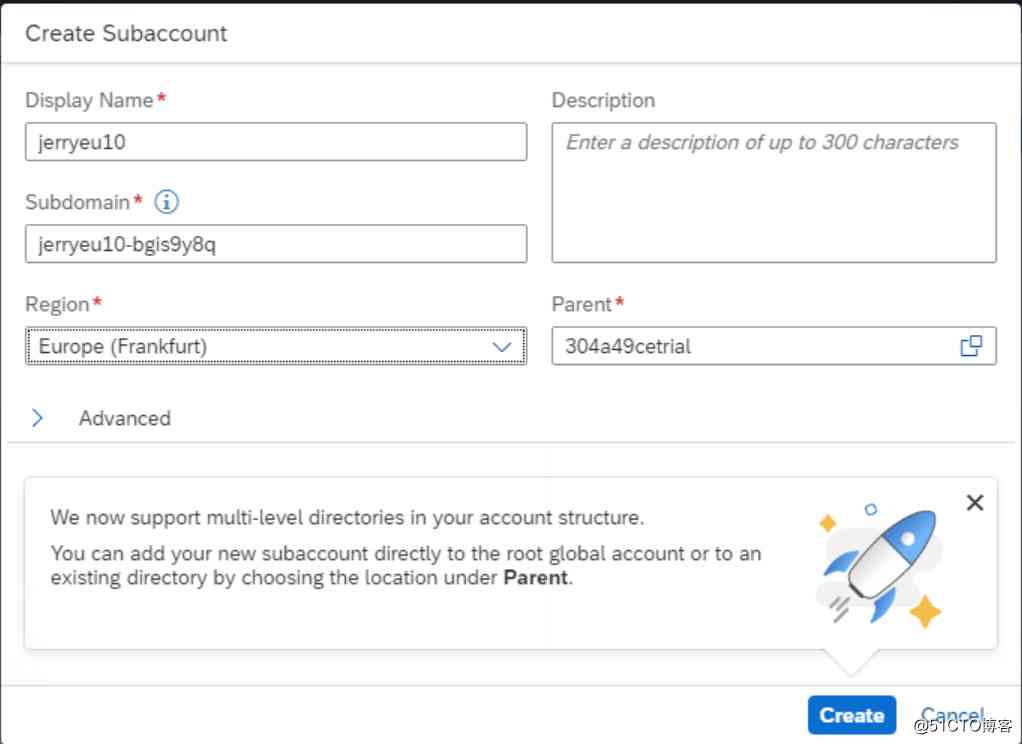 Create Subaccount
Display Name*
Description
jerryeu10
Enter a description of up to 300 characters
Subdomain*
jerryeu10-bgis9y8q
Region*
Parent*
Europe (Frankfurt)
304a49cetrial
Advanced
We now support multi-level directories in your account structure.
You can add your new subaccount directly to the root global account or to an
existing directory by choosing the location under Parent.
Create
Cancel
@51CTO博客